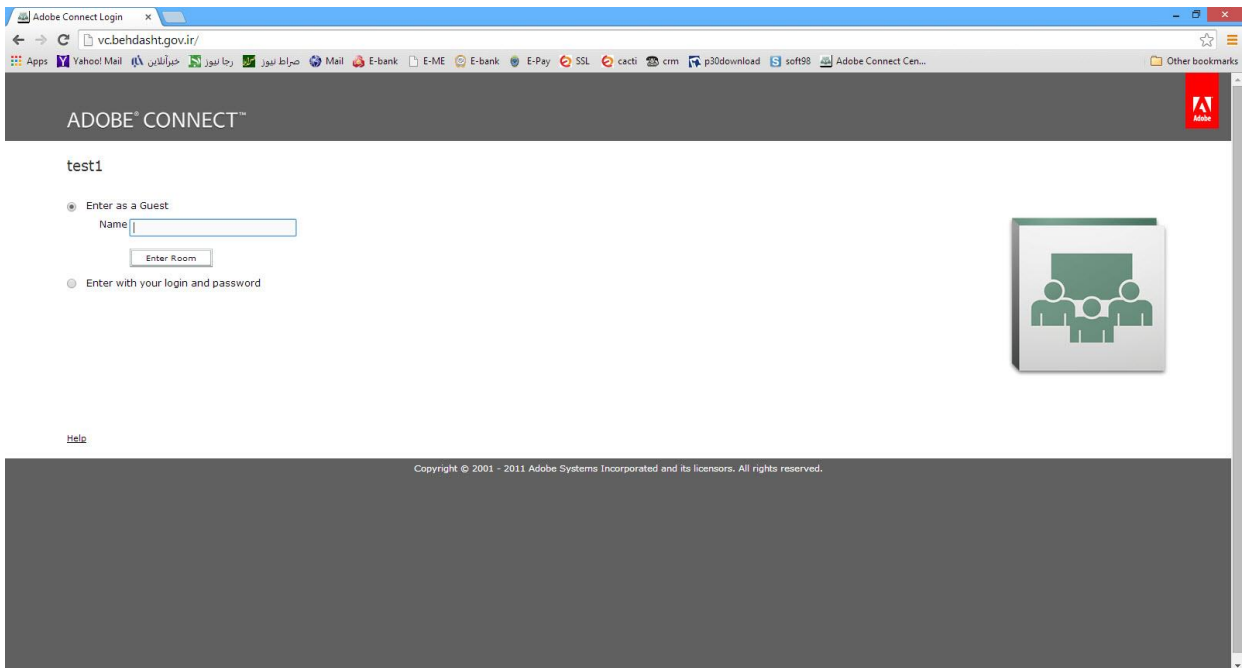 Adobe Connect Login
vc.behdasht.gov.ir/
Apps Yahoo! Mail خبرآنلاین رجا نیوز صراط نیوز Mail E-bank E-ME E-bank E-Pay SSL cacti crm p30download soft98 Adobe Connect Cen... Other bookmarks
ADOBE® CONNECT™
Adobe
test1
Enter as a Guest
Name
Enter Room
Enter with your login and password
Help
Copyright © 2001 - 2011 Adobe Systems Incorporated and its licensors. All rights reserved.